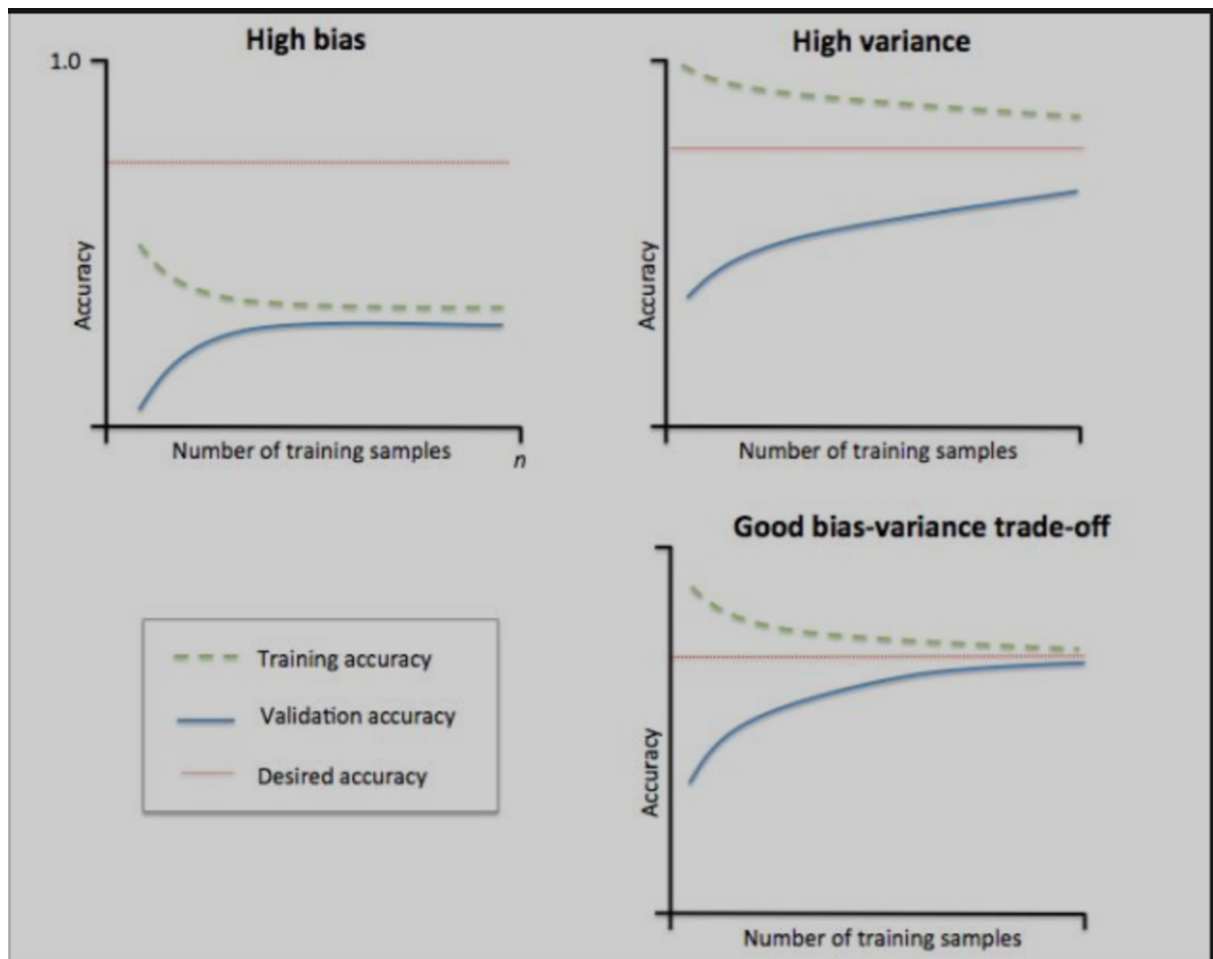 High bias
1.0
Accuracy
Number of training samples
n
High variance
Accuracy
Number of training samples
Training accuracy
Validation accuracy
Desired accuracy
Good bias-variance trade-off
Accuracy
Number of training samples